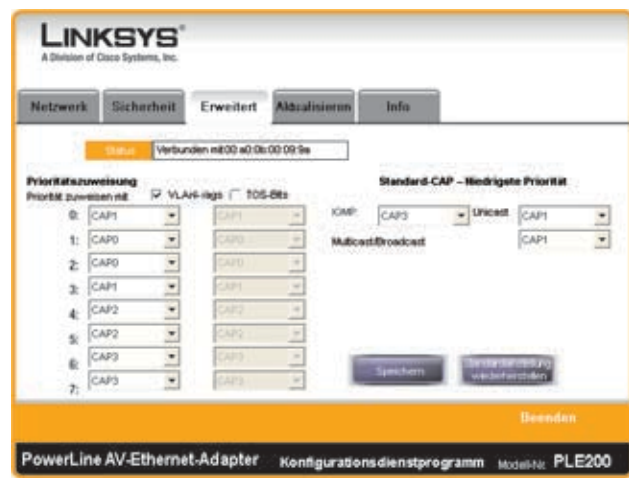 LINKSYS®
A Division of Cisco Systems, Inc.
Netzwerk Sicherheit Erweitert Aktualisieren Info
Status Verbunden mit:00:a0:0b:00:09:9a
Prioritätszuweisung
Standard-CAP – Niedrigste Priorität
Priorität zuweisen mit VLAN-Tags TOS-Bits
0: CAP1 CAP1 IGMP: CAP3 Unicast CAP1
1: CAP0 CAP0 Multicast/Broadcast CAP1
2: CAP0 CAP0
3: CAP1 CAP1
4: CAP2 CAP2
5: CAP2 CAP2
6: CAP3 CAP3
7: CAP3 CAP3
Speichern Standardeinstellung wiederherstellen
Beenden
PowerLine AV-Ethernet-Adapter Konfigurationsdienstprogramm Modell-Nr. PLE200